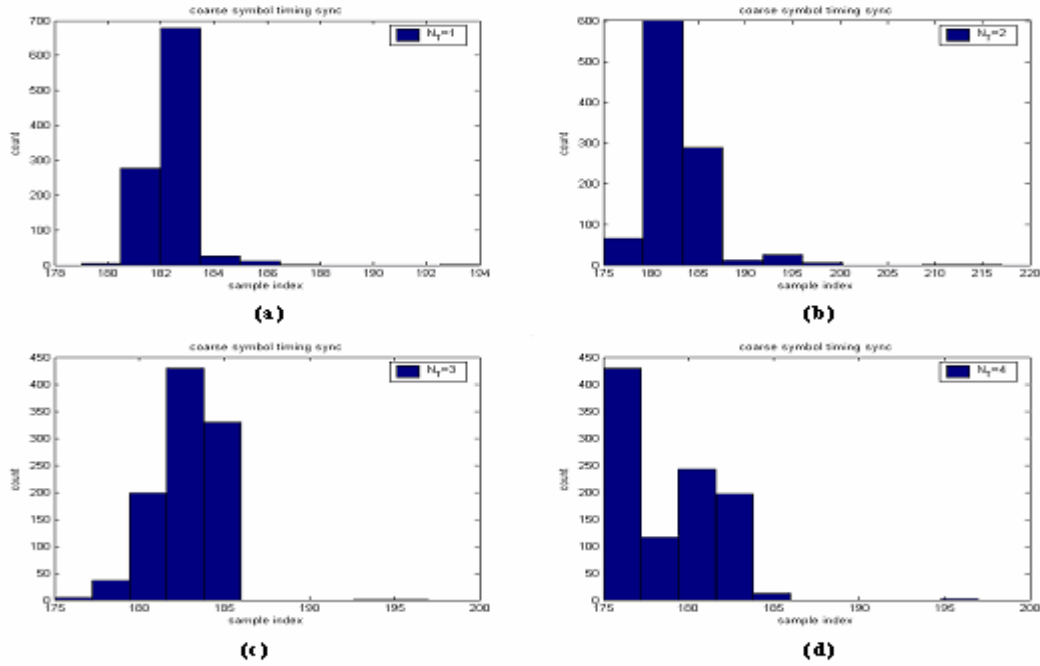 coarse symbol timing sync
700
600
500
400
300
200
100
0
count
N_T=1
178 180 182 184 186 188 190 192 194
sample index
(a)
coarse symbol timing sync
600
500
400
300
200
100
0
count
N_T=2
175 180 185 190 195 200 205 210 215 220
sample index
(b)
coarse symbol timing sync
450
400
350
300
250
200
150
100
50
0
count
N_T=3
175 180 185 190 195 200
sample index
(c)
coarse symbol timing sync
450
400
350
300
250
200
150
100
50
0
count
N_T=4
175 180 185 190 195 200
sample index
(d)